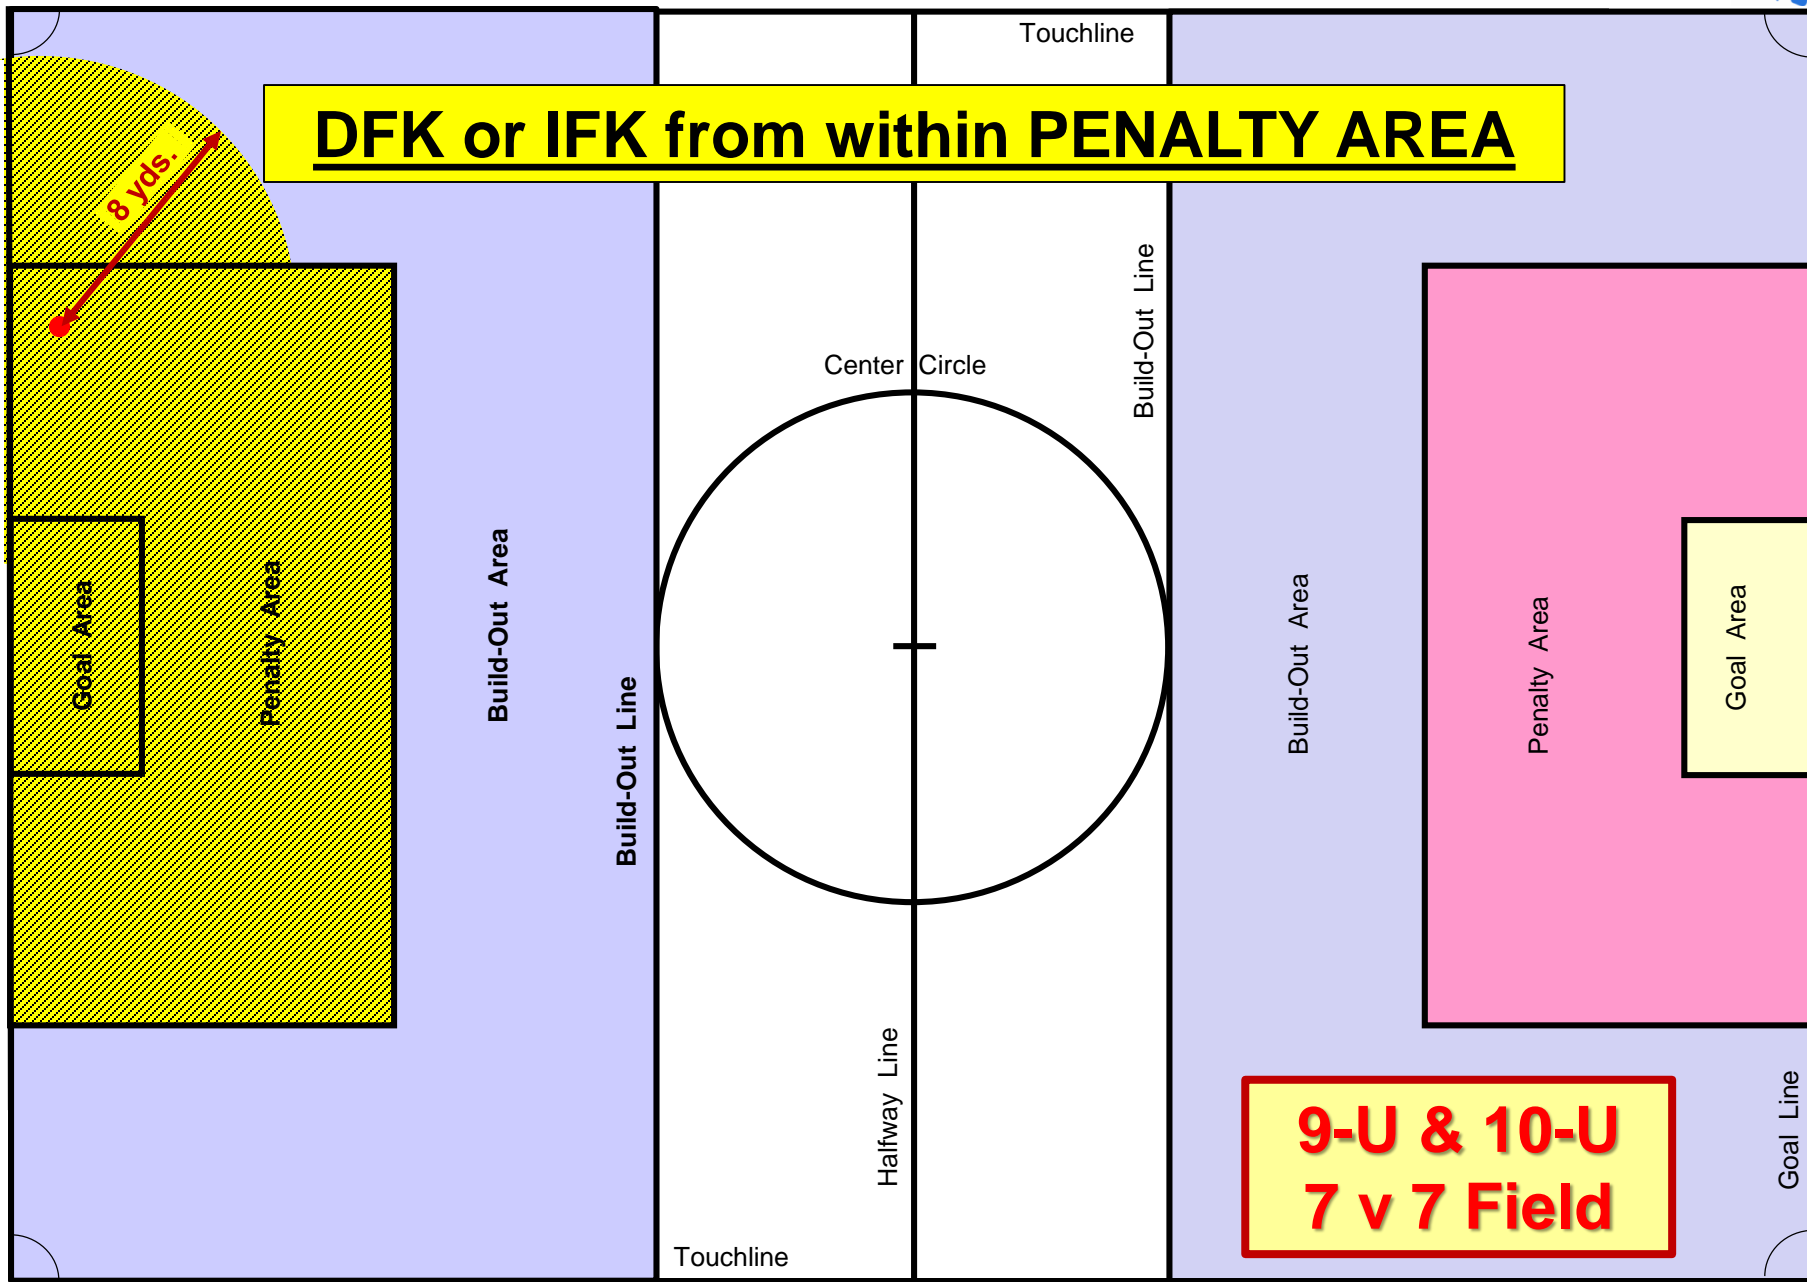 Touchline
DFK or IFK from within PENALTY AREA
8 yds.
Build-Out Line
Center Circle
Goal Area
Penalty Area
Build-Out Area
Build-Out Line
Build-Out Area
Penalty Area
Goal Area
Halfway Line
9-U & 10-U
7 v 7 Field
Goal Line
Touchline